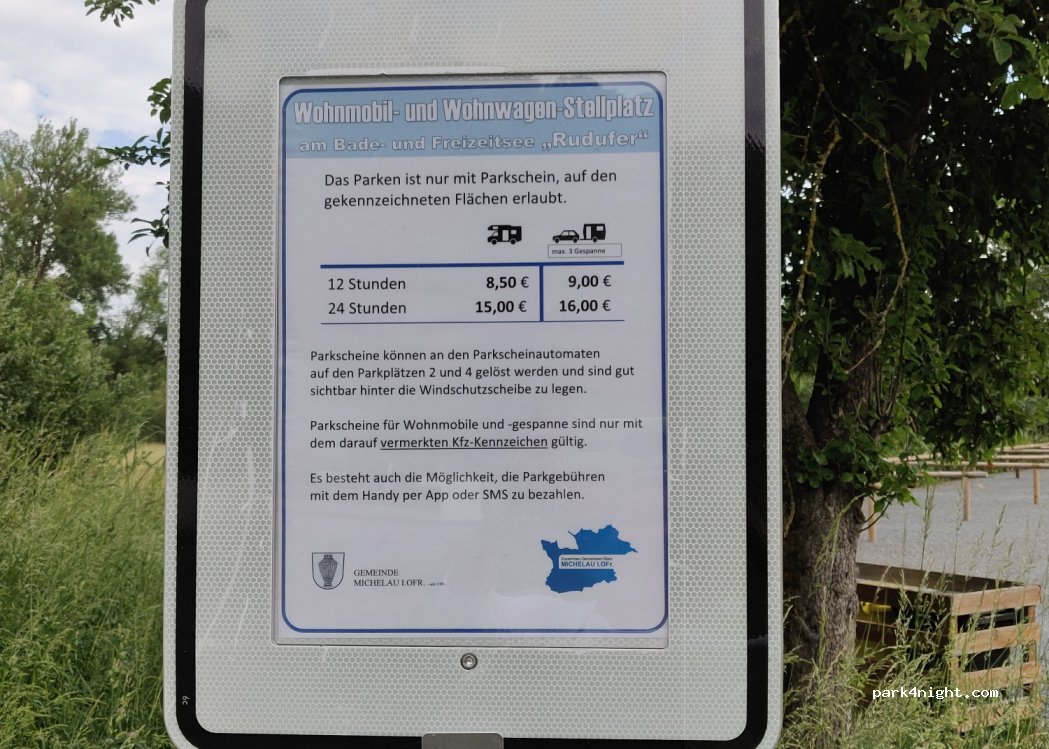 Wohnmobil- und Wohnwagen-Stellplatz
am Bade- und Freizeitsee „Rudufer“
Das Parken ist nur mit Parkschein, auf den
gekennzeichneten Flächen erlaubt.
max. 3 Gespanne
12 Stunden 8,50 € 9,00 €
24 Stunden 15,00 € 16,00 €
Parkscheine können an den Parkscheinautomaten
auf den Parkplätzen 2 und 4 gelöst werden und sind gut
sichtbar hinter die Windschutzscheibe zu legen.
Parkscheine für Wohnmobile und -gespanne sind nur mit
dem darauf vermerkten Kfz-Kennzeichen gültig.
Es besteht auch die Möglichkeit, die Parkgebühren
mit dem Handy per App oder SMS zu bezahlen.
GEMEINDE
MICHELAU I.OFR.
MICHELAU I.OFr.
park4night.com